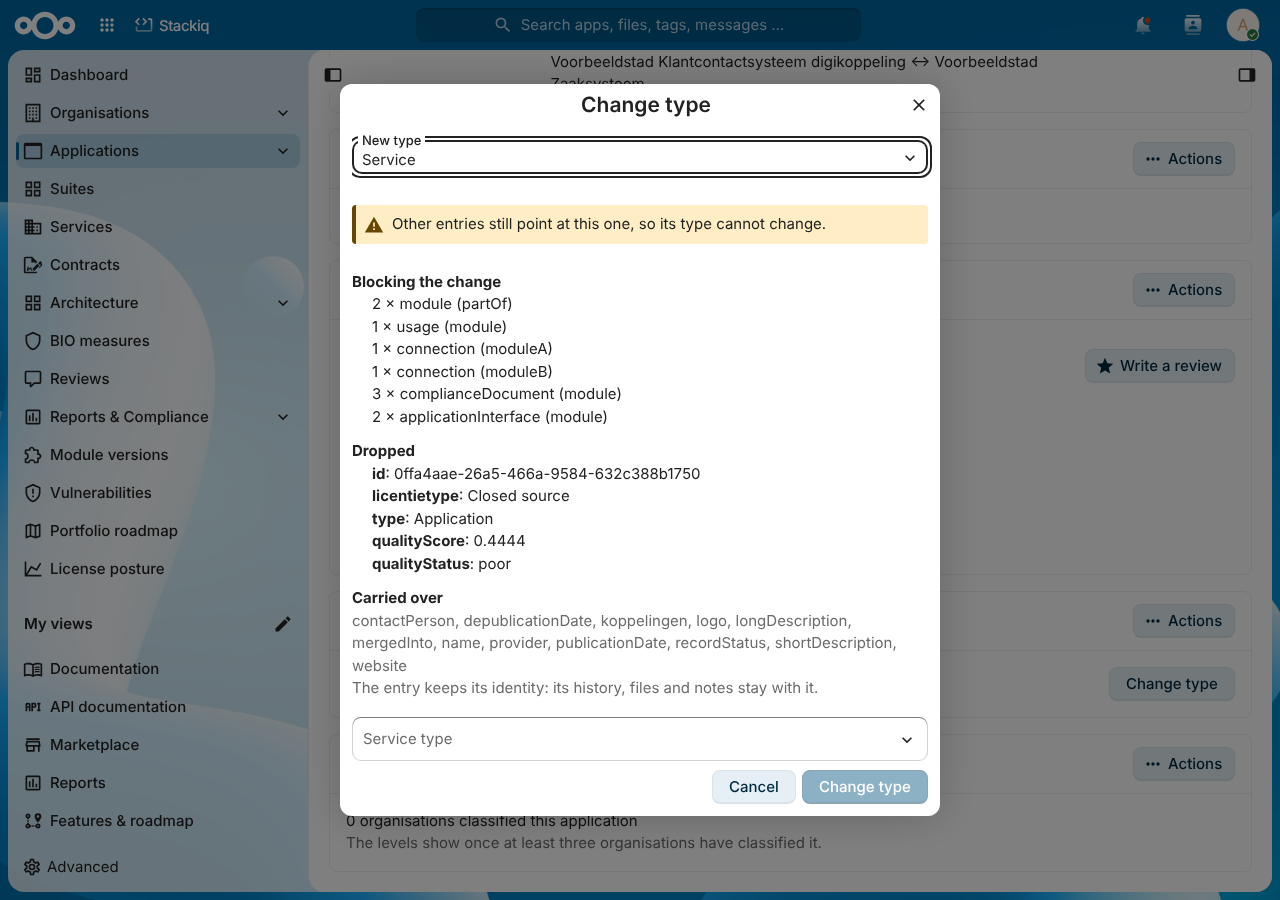 Stackiq
Search apps, files, tags, messages ...
A
Dashboard
Organisations
Applications
Suites
Services
Contracts
Architecture
BIO measures
Reviews
Reports & Compliance
Module versions
Vulnerabilities
Portfolio roadmap
License posture
My views
Documentation
API API documentation
Marketplace
Reports
Features & roadmap
Advanced
Voorbeeldstad Klantcontactsysteem digikoppeling <-> Voorbeeldstad
Zaaksysteem
Actions
Actions
Write a review
Actions
Change type
Actions
Change type
New type
Service
Other entries still point at this one, so its type cannot change.
Blocking the change
2 × module (partOf)
1 × usage (module)
1 × connection (moduleA)
1 × connection (moduleB)
3 × complianceDocument (module)
2 × applicationInterface (module)
Dropped
id: 0ffa4aae-26a5-466a-9584-632c388b1750
licentietype: Closed source
type: Application
qualityScore: 0.4444
qualityStatus: poor
Carried over
contactPerson, depublicationDate, koppelingen, logo, longDescription,
mergedInto, name, provider, publicationDate, recordStatus, shortDescription,
website
The entry keeps its identity: its history, files and notes stay with it.
Service type
Cancel
Change type
0 organisations classified this application
The levels show once at least three organisations have classified it.